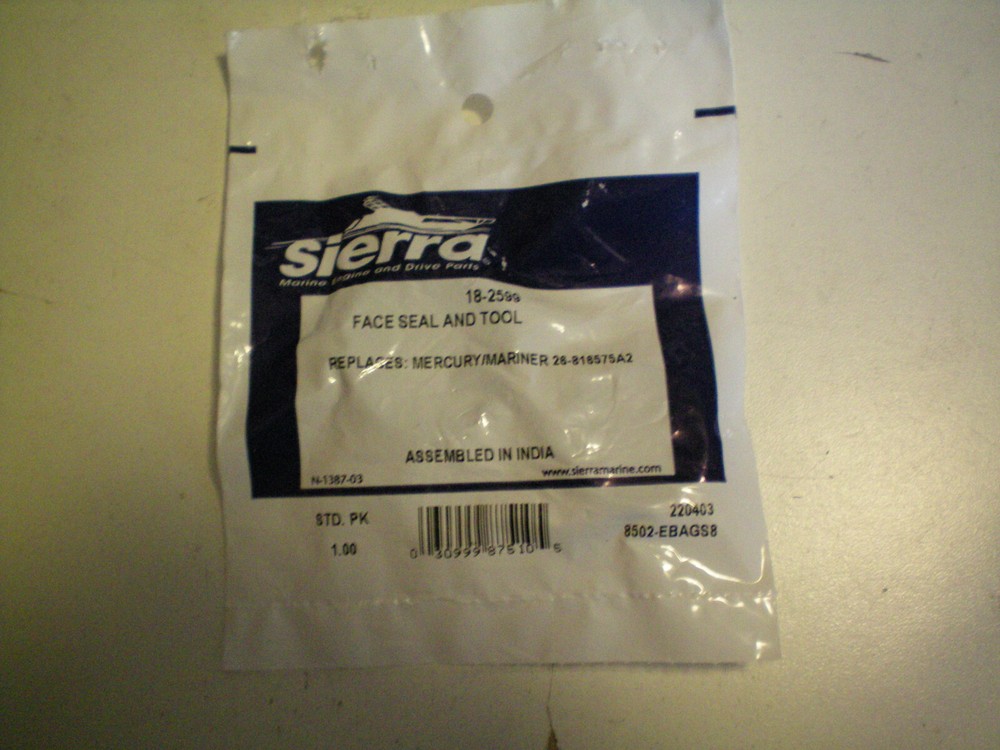 sierra
Marine Engine and Drive Parts
18-2599
FACE SEAL AND TOOL
REPLACES: MERCURY/MARINER 26-816575A2
ASSEMBLED IN INDIA
N-1387-03
www.sierramarine.com
STD. PK
1.00
0 30999 87510 5
220403
8502-EBAGS8